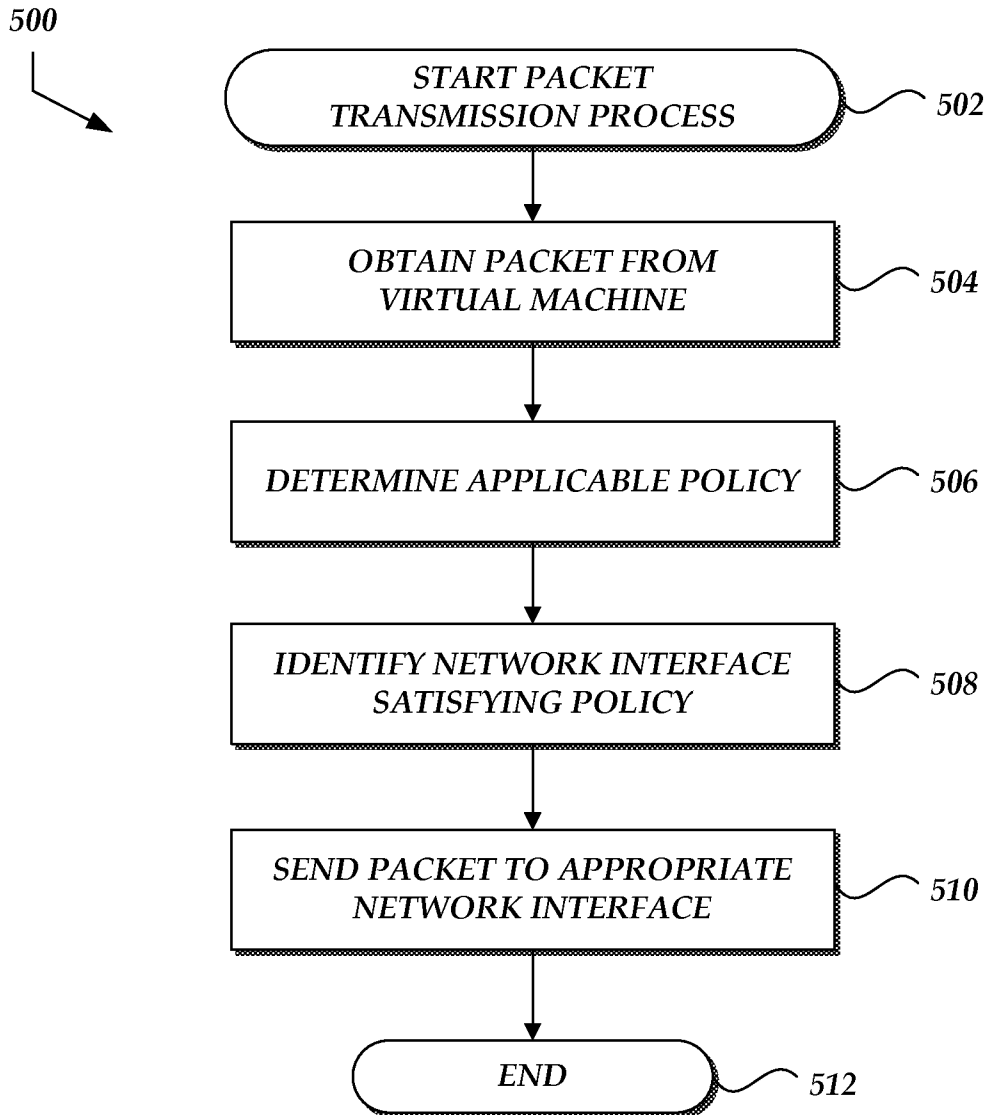 500
START PACKET
TRANSMISSION PROCESS
502
OBTAIN PACKET FROM
VIRTUAL MACHINE
504
DETERMINE APPLICABLE POLICY
506
IDENTIFY NETWORK INTERFACE
SATISFYING POLICY
508
SEND PACKET TO APPROPRIATE
NETWORK INTERFACE
510
END
512